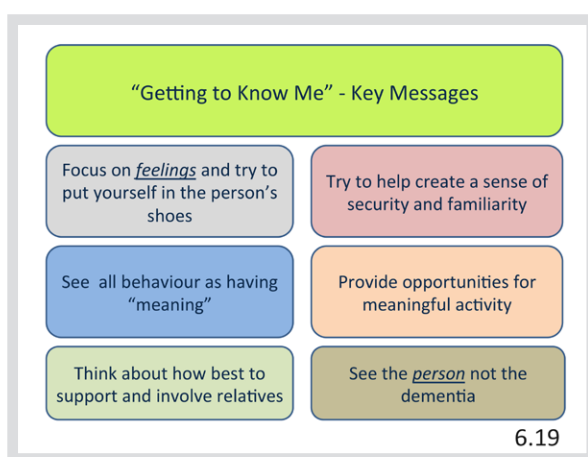 “Getting to Know Me” - Key Messages
Focus on feelings and try to
put yourself in the person’s
shoes
Try to help create a sense of
security and familiarity
See all behaviour as having
“meaning”
Provide opportunities for
meaningful activity
Think about how best to
support and involve relatives
See the person not the
dementia
6.19